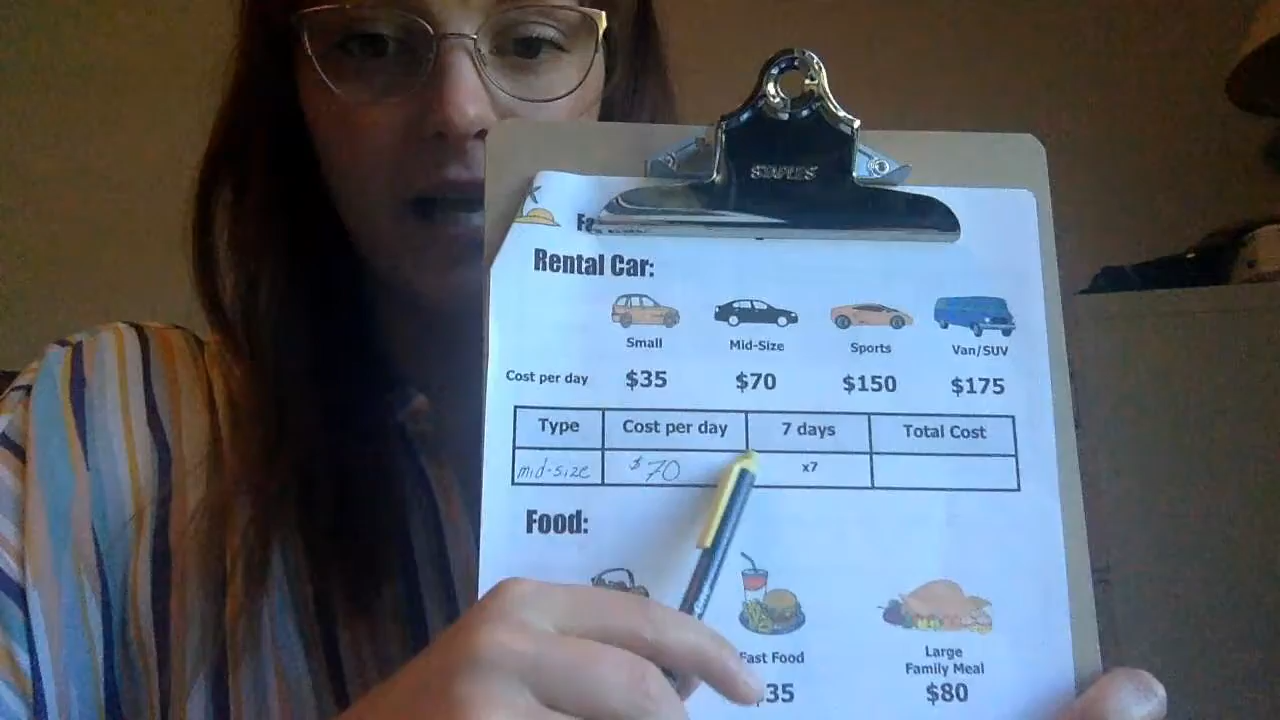 STAPLES
Rental Car:
Small Mid-Size Sports Van/SUV
Cost per day $35 $70 $150 $175
Type Cost per day 7 days Total Cost
mid-size $70 x7
Food:
Fast Food Large
Family Meal
35 $80